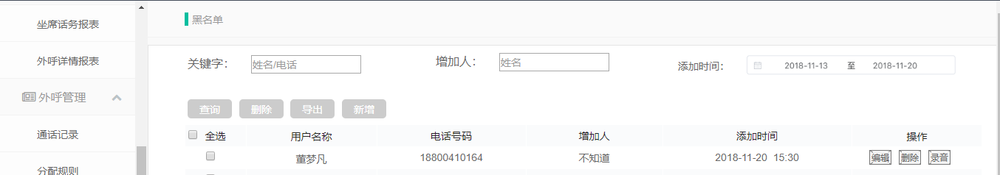 坐席话务报表
外呼详情报表
外呼管理
通话记录
分配规则
黑名单
关键字： 姓名/电话 增加人： 姓名 添加时间： 2018-11-13 至 2018-11-20
查询 删除 导出 新增
全选 用户名称 电话号码 增加人 添加时间 操作
董梦凡 18800410164 不知道 2018-11-20 15:30 编辑 删除 录音